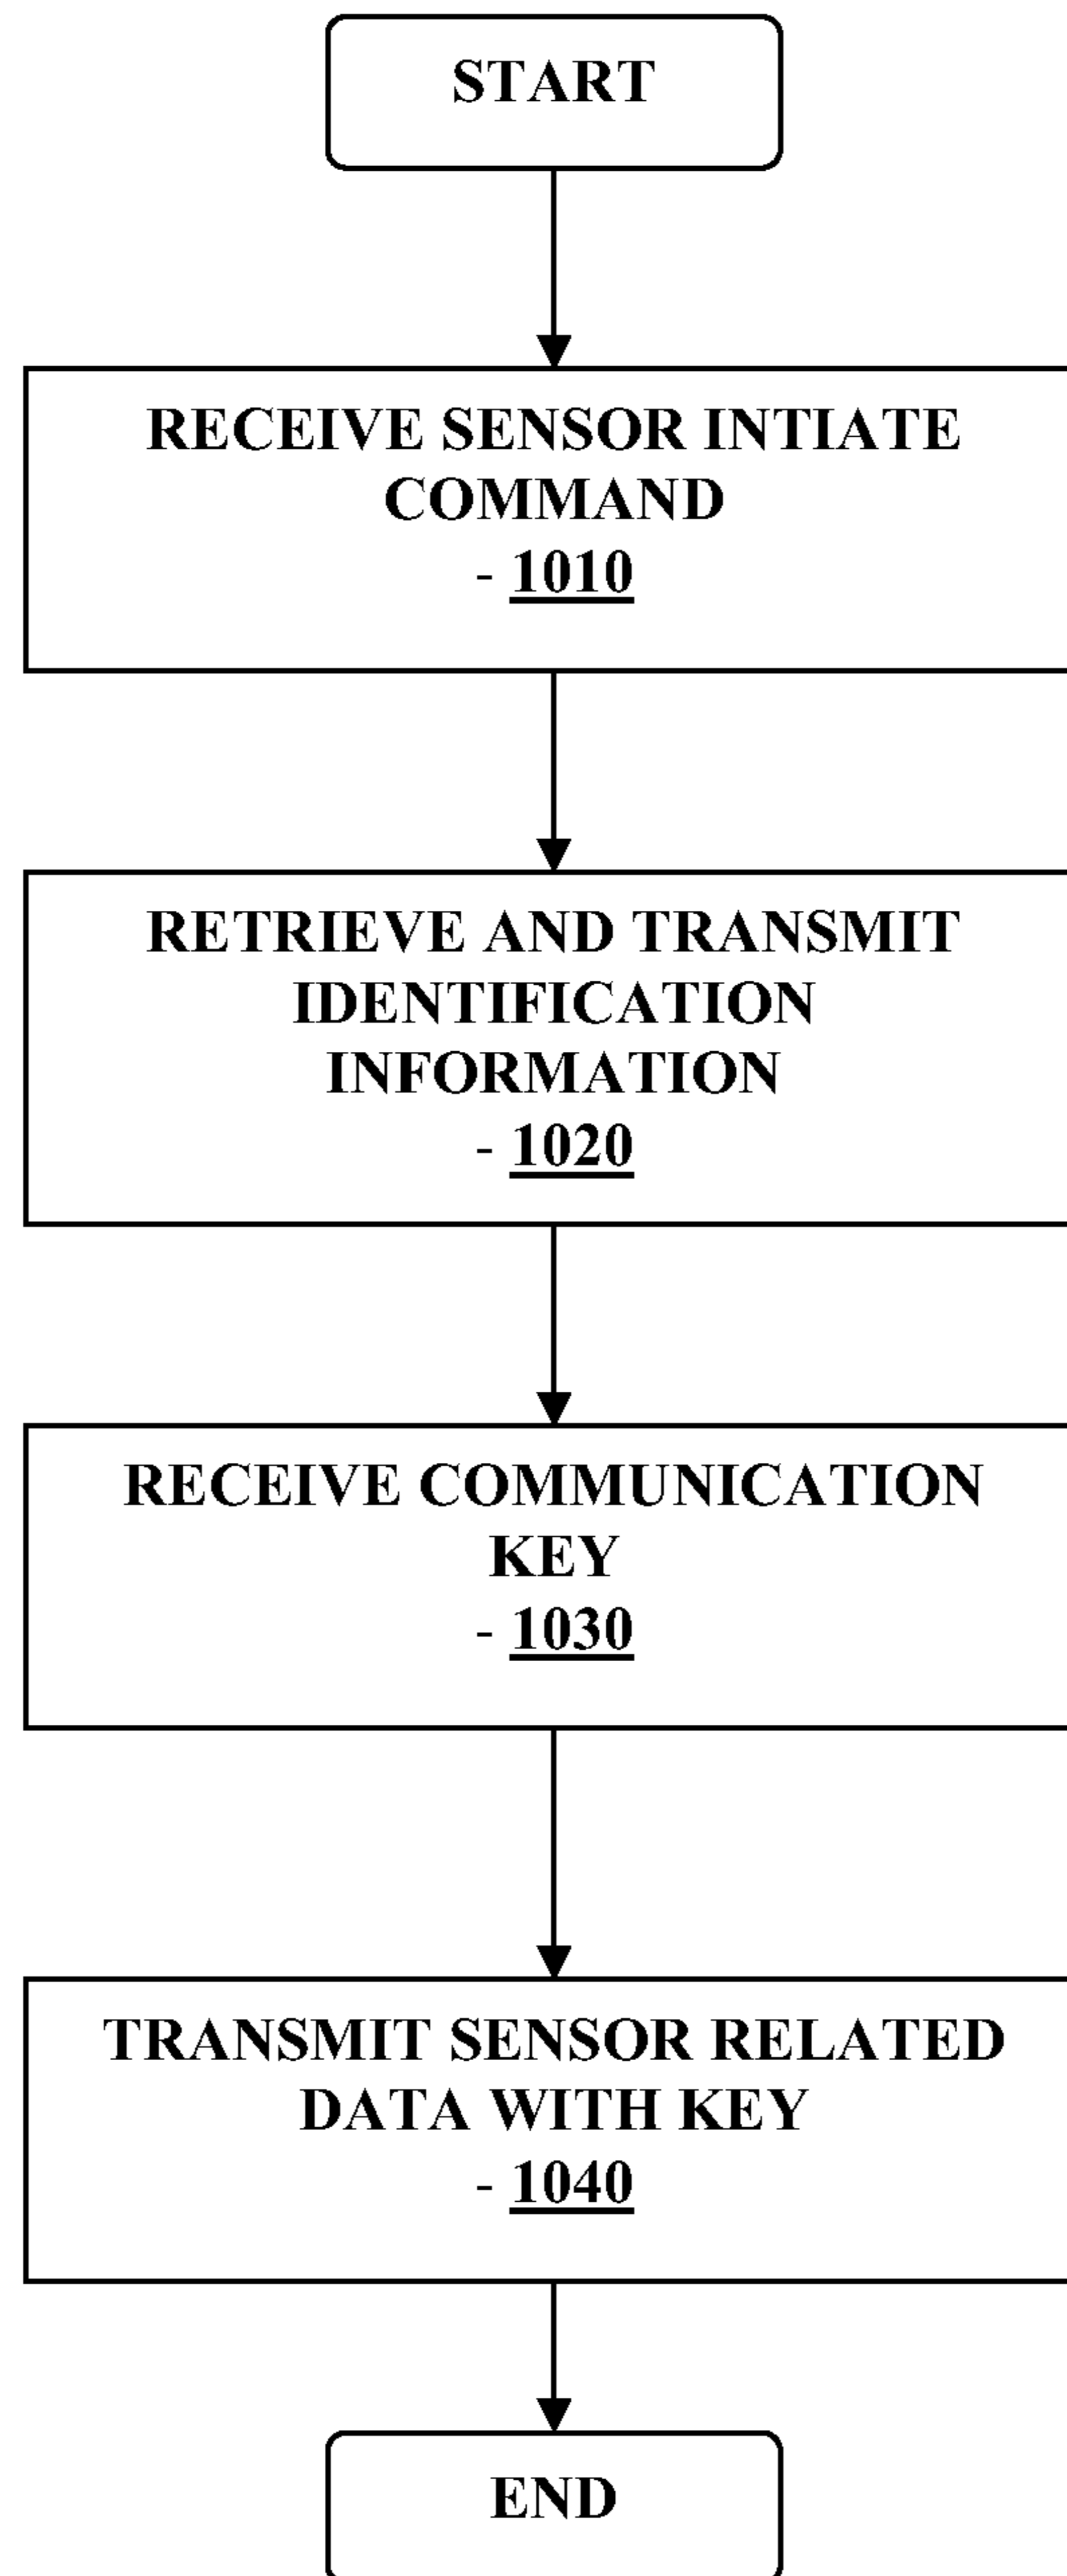 START
RECEIVE SENSOR INTIATE
COMMAND
- 1010
RETRIEVE AND TRANSMIT
IDENTIFICATION
INFORMATION
- 1020
RECEIVE COMMUNICATION
KEY
- 1030
TRANSMIT SENSOR RELATED
DATA WITH KEY
- 1040
END